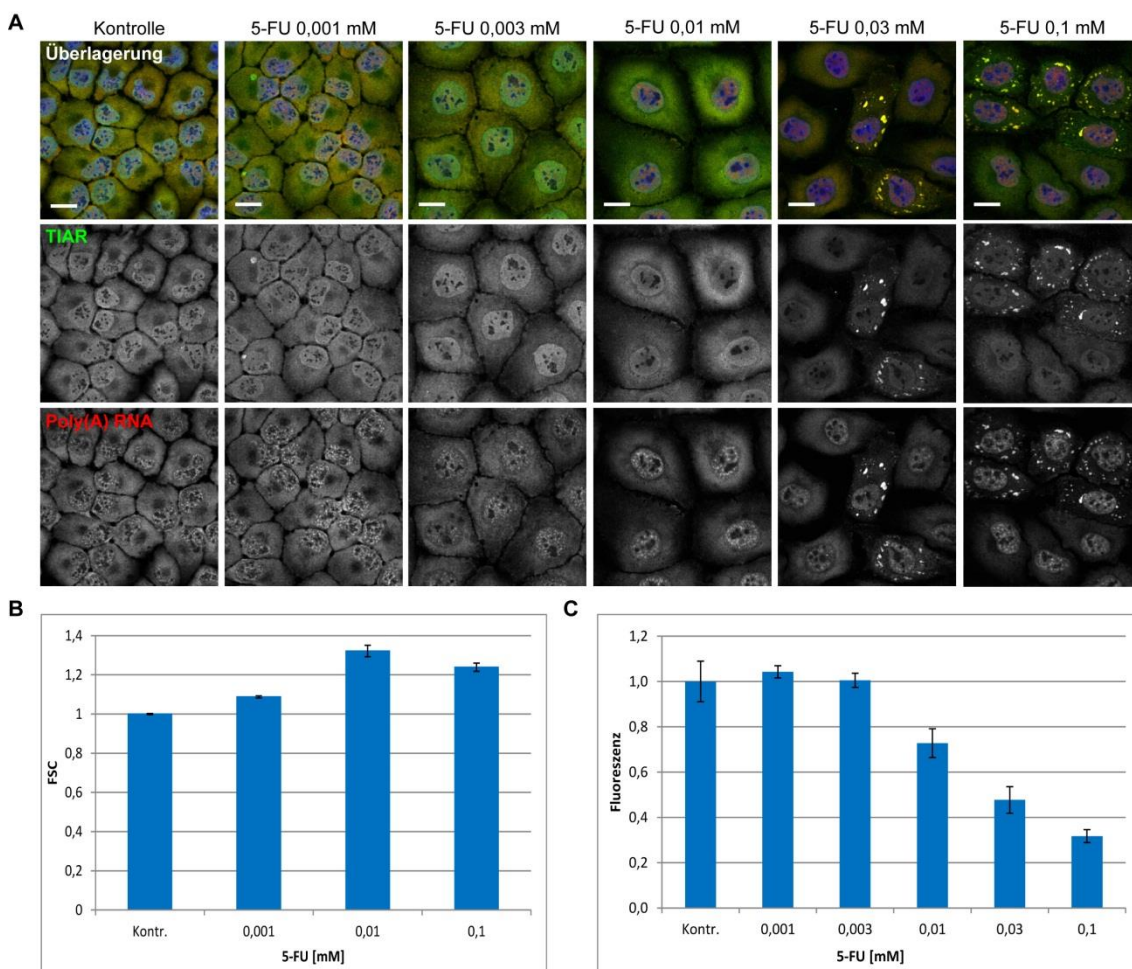 A
Kontrolle
5-FU 0,001 mM
5-FU 0,003 mM
5-FU 0,01 mM
5-FU 0,03 mM
5-FU 0,1 mM
Überlagerung
TIAR
Poly(A) RNA
B
1,4
1,2
1
0,8
0,6
0,4
0,2
0
FSC
Kontr.
0,001
0,01
0,1
5-FU [mM]
C
1,2
1,0
0,8
0,6
0,4
0,2
0,0
Fluoreszenz
Kontr.
0,001
0,003
0,01
0,03
0,1
5-FU [mM]